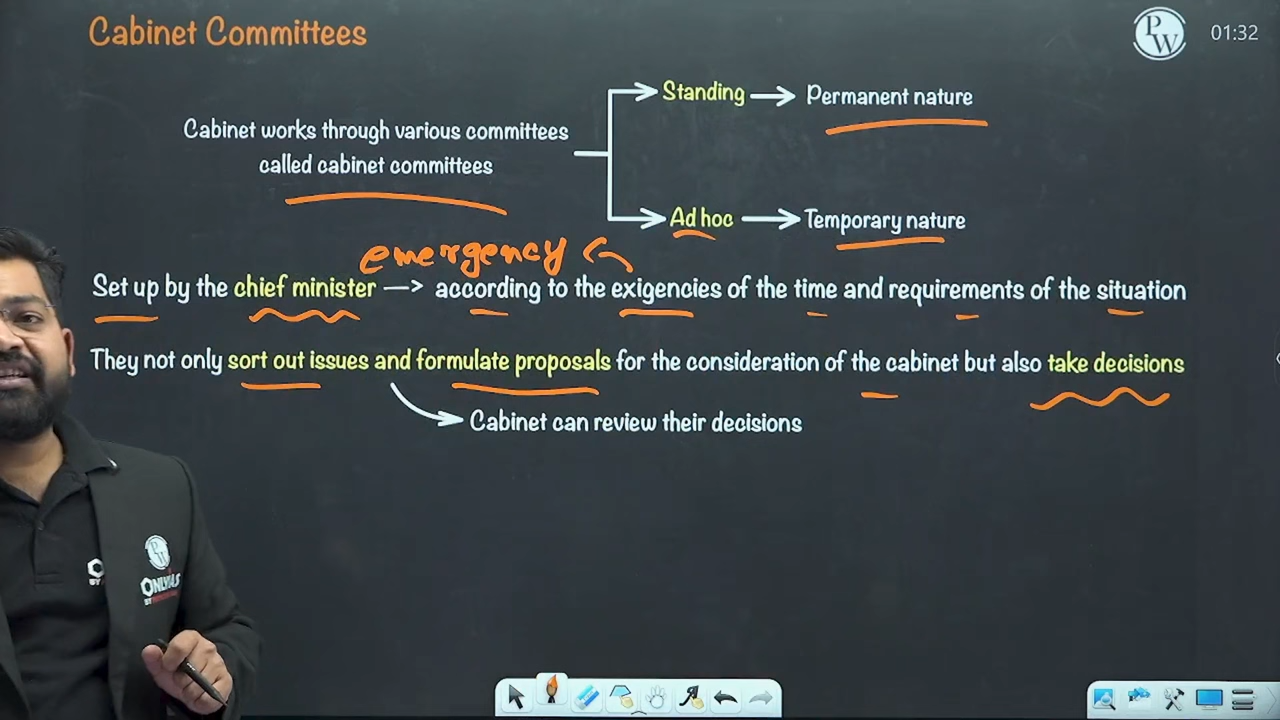 Cabinet Committees
PW
01:32
Standing → Permanent nature
Cabinet works through various committees
called cabinet committees
Ad hoc → Temporary nature
emergency
Set up by the chief minister → according to the exigencies of the time and requirements of the situation
They not only sort out issues and formulate proposals for the consideration of the cabinet but also take decisions
Cabinet can review their decisions
PW
ONLYIAS